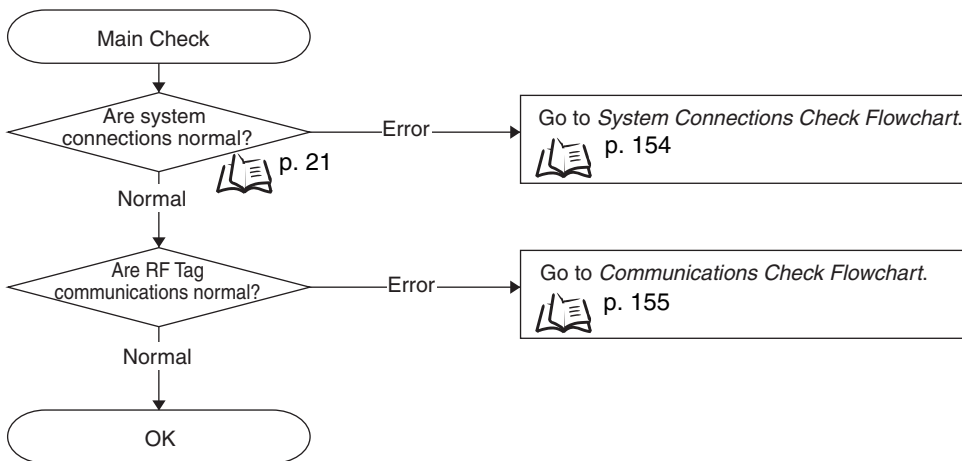 Main Check
Are system
connections normal?
Error
Go to System Connections Check Flowchart.
p. 154
p. 21
Normal
Are RF Tag
communications normal?
Error
Go to Communications Check Flowchart.
p. 155
Normal
OK